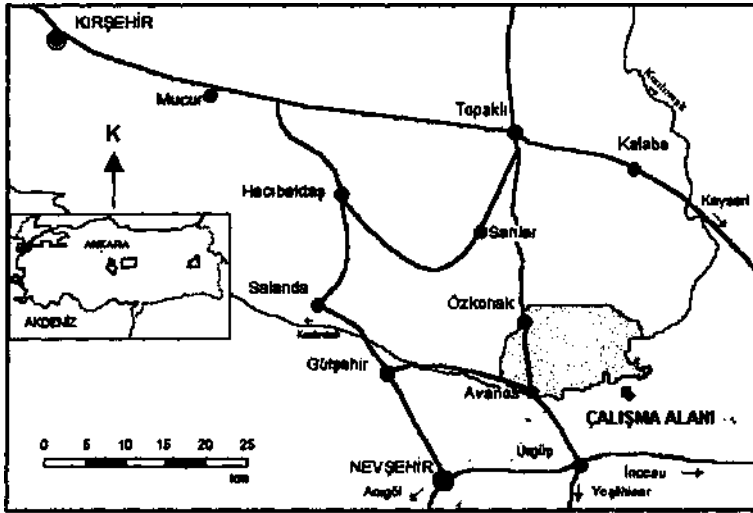 KIRŞEHİR
Mucur
Topaklı
Kalaba
K
Kayseri
Hacıbektaş
Sarılar
ANKARA
Salanda
Özkonak
AKDENİZ
Gülşehir
Avanos
ÇALIŞMA ALANI
0 5 10 15 20 25
km
Ürgüp
NEVŞEHİR
İncesu
Acıgöl
Yeşilhisar